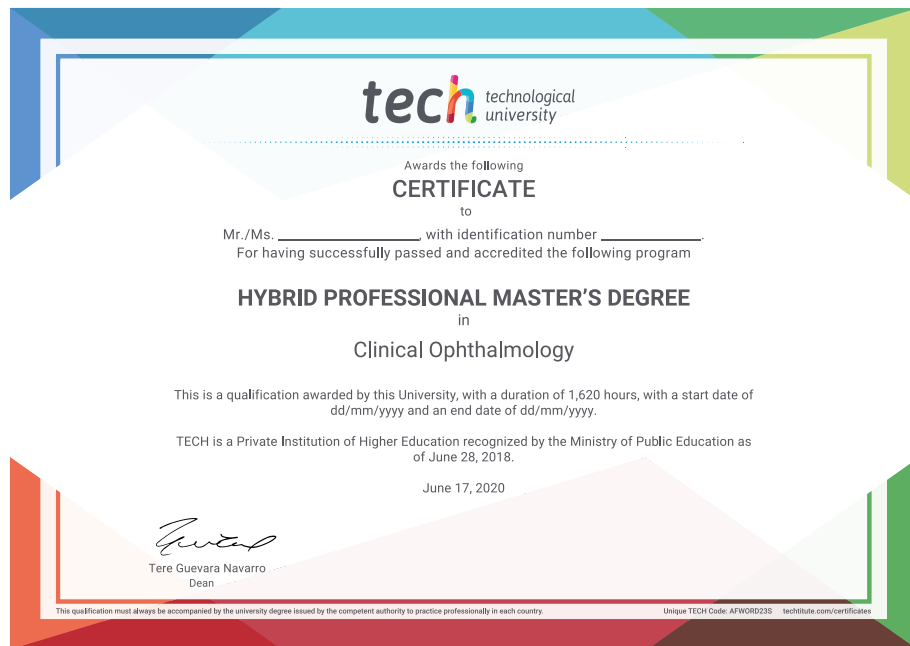 tech technological
university
Awards the following
CERTIFICATE
to
Mr./Ms. ____________________, with identification number ______________.
For having successfully passed and accredited the following program
HYBRID PROFESSIONAL MASTER'S DEGREE
in
Clinical Ophthalmology
This is a qualification awarded by this University, with a duration of 1,620 hours, with a start date of
dd/mm/yyyy and an end date of dd/mm/yyyy.
TECH is a Private Institution of Higher Education recognized by the Ministry of Public Education as
of June 28, 2018.
June 17, 2020
Tere Guevara Navarro
Dean
This qualification must always be accompanied by the university degree issued by the competent authority to practice professionally in each country.
Unique TECH Code: AFWORD23S techtitute.com/certificates